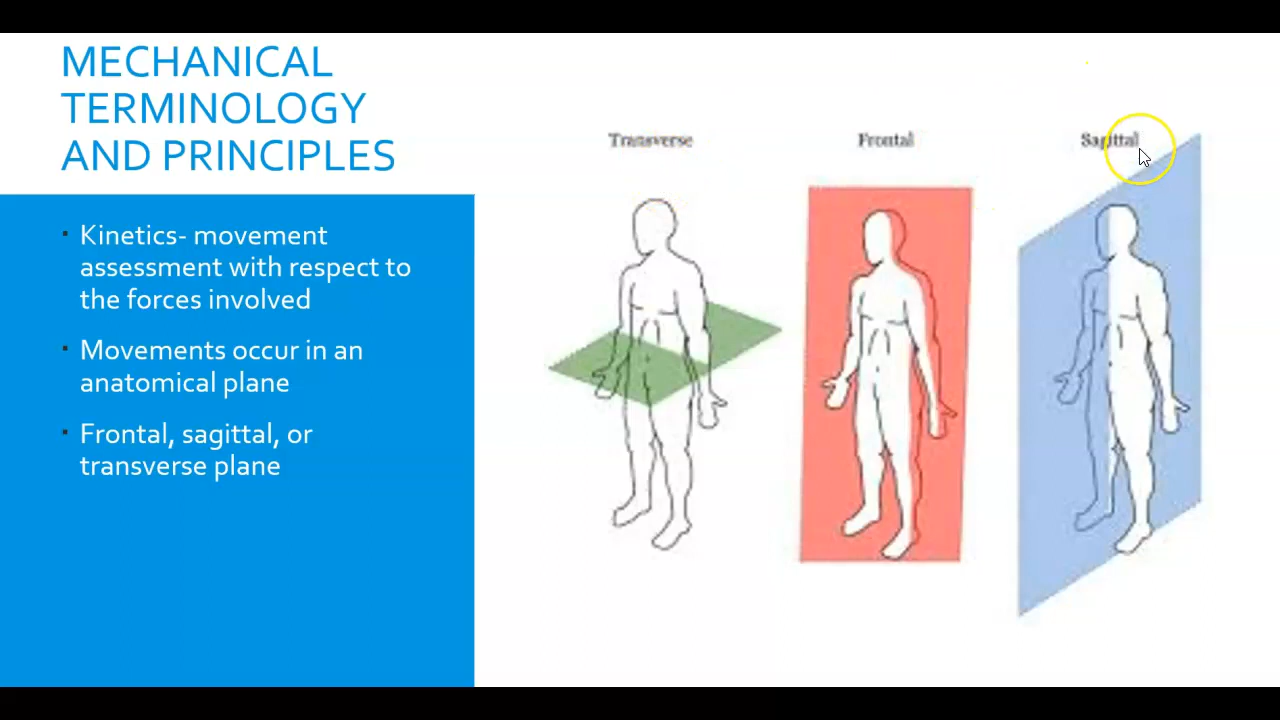 MECHANICAL
TERMINOLOGY
AND PRINCIPLES
▪ Kinetics- movement
assessment with respect to
the forces involved
▪ Movements occur in an
anatomical plane
▪ Frontal, sagittal, or
transverse plane
Transverse
Frontal
Sagittal